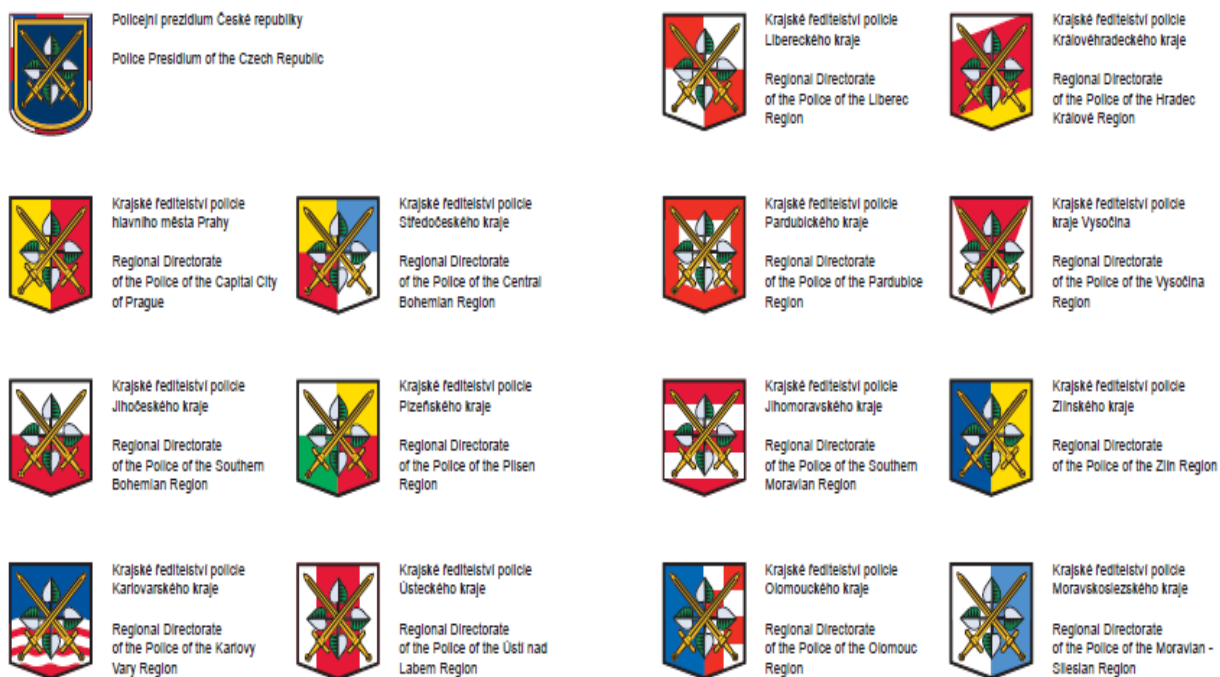 Policejní prezidium České republiky
Police Presidium of the Czech Republic
Krajské ředitelství policie
Libereckého kraje
Regional Directorate
of the Police of the Liberec
Region
Krajské ředitelství policie
Královéhradeckého kraje
Regional Directorate
of the Police of the Hradec
Králové Region
Krajské ředitelství policie
hlavního města Prahy
Regional Directorate
of the Police of the Capital City
of Prague
Krajské ředitelství policie
Středočeského kraje
Regional Directorate
of the Police of the Central
Bohemian Region
Krajské ředitelství policie
Pardubického kraje
Regional Directorate
of the Police of the Pardubice
Region
Krajské ředitelství policie
kraje Vysočina
Regional Directorate
of the Police of the Vysočina
Region
Krajské ředitelství policie
Jihočeského kraje
Regional Directorate
of the Police of the Southern
Bohemian Region
Krajské ředitelství policie
Plzeňského kraje
Regional Directorate
of the Police of the Pilsen
Region
Krajské ředitelství policie
Jihomoravského kraje
Regional Directorate
of the Police of the Southern
Moravian Region
Krajské ředitelství policie
Zlínského kraje
Regional Directorate
of the Police of the Zlín Region
Krajské ředitelství policie
Karlovarského kraje
Regional Directorate
of the Police of the Karlovy
Vary Region
Krajské ředitelství policie
Ústeckého kraje
Regional Directorate
of the Police of the Ústí nad
Labem Region
Krajské ředitelství policie
Olomouckého kraje
Regional Directorate
of the Police of the Olomouc
Region
Krajské ředitelství policie
Moravskoslezského kraje
Regional Directorate
of the Police of the Moravian -
Silesian Region